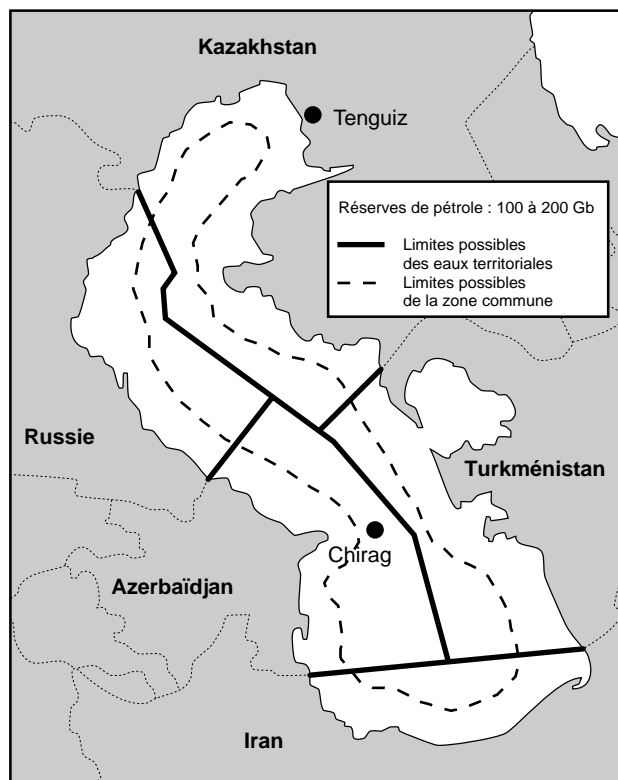 Kazakhstan
Tenguiz
Réserves de pétrole : 100 à 200 Gb
Limites possibles
des eaux territoriales
Limites possibles
de la zone commune
Russie
Turkménistan
Chirag
Azerbaïdjan
Iran